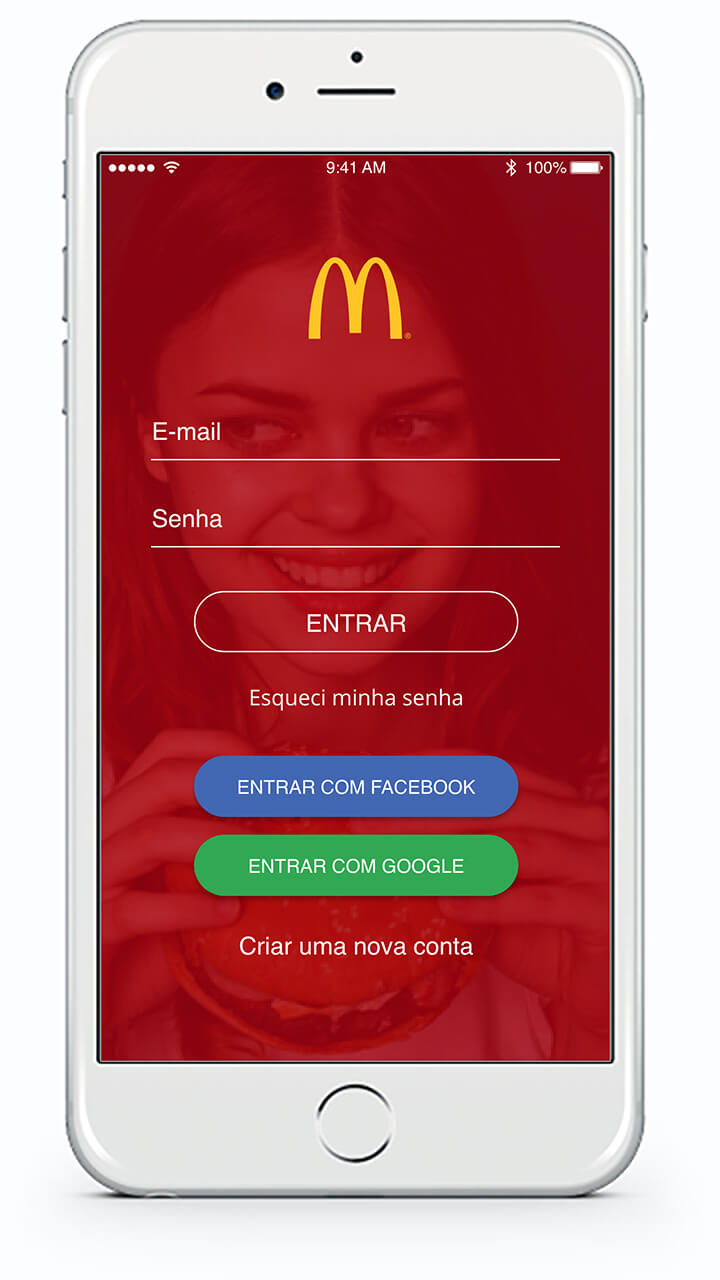 9:41 AM 100%
M
E-mail
Senha
ENTRAR
Esqueci minha senha
ENTRAR COM FACEBOOK
ENTRAR COM GOOGLE
Criar uma nova conta